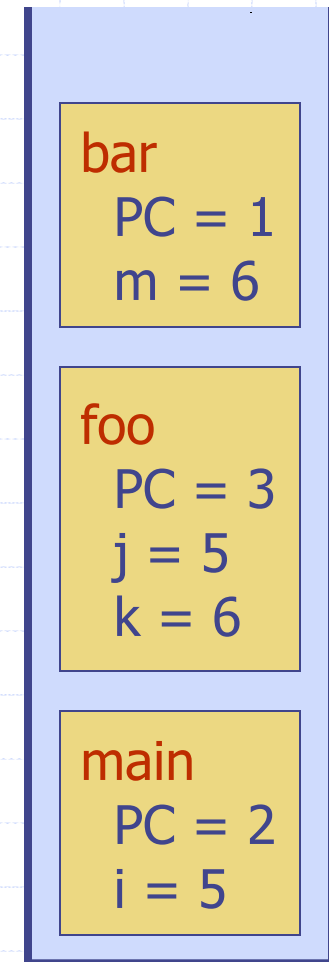 bar
PC = 1
m = 6
foo
PC = 3
j = 5
k = 6
main
PC = 2
i = 5